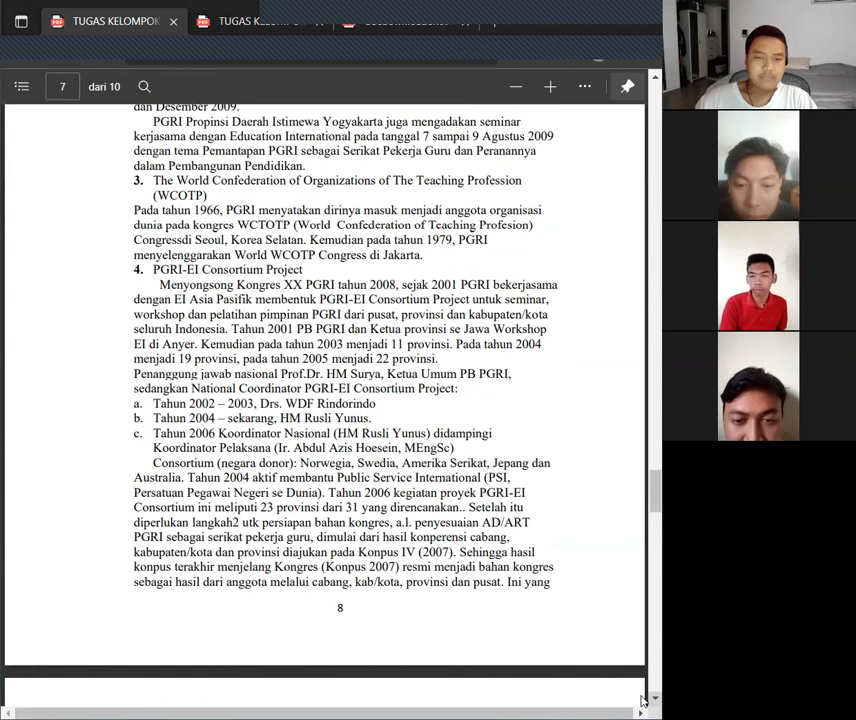 TUGAS KELOMPOK
TUGAS K
7 dari 10
dan Desember 2009.
PGRI Propinsi Daerah Istimewa Yogyakarta juga mengadakan seminar
kerjasama dengan Education International pada tanggal 7 sampai 9 Agustus 2009
dengan tema Pemantapan PGRI sebagai Serikat Pekerja Guru dan Peranannya
dalam Pembangunan Pendidikan.
3. The World Confederation of Organizations of The Teaching Profession
(WCOTP)
Pada tahun 1966, PGRI menyatakan dirinya masuk menjadi anggota organisasi
dunia pada kongres WCTOTP (World Confederation of Teaching Profesion)
Congressdi Seoul, Korea Selatan. Kemudian pada tahun 1979, PGRI
menyelenggarakan World WCOTP Congress di Jakarta.
4. PGRI-EI Consortium Project
Menyongsong Kongres XX PGRI tahun 2008, sejak 2001 PGRI bekerjasama
dengan EI Asia Pasifik membentuk PGRI-EI Consortium Project untuk seminar,
workshop dan pelatihan pimpinan PGRI dari pusat, provinsi dan kabupaten/kota
seluruh Indonesia. Tahun 2001 PB PGRI dan Ketua provinsi se Jawa Workshop
EI di Anyer. Kemudian pada tahun 2003 menjadi 11 provinsi. Pada tahun 2004
menjadi 19 provinsi, pada tahun 2005 menjadi 22 provinsi.
Penanggung jawab nasional Prof.Dr. HM Surya, Ketua Umum PB PGRI,
sedangkan National Coordinator PGRI-EI Consortium Project:
a. Tahun 2002 – 2003, Drs. WDF Rindorindo
b. Tahun 2004 – sekarang, HM Rusli Yunus.
c. Tahun 2006 Koordinator Nasional (HM Rusli Yunus) didampingi
Koordinator Pelaksana (Ir. Abdul Azis Hoesein, MEngSc)
Consortium (negara donor): Norwegia, Swedia, Amerika Serikat, Jepang dan
Australia. Tahun 2004 aktif membantu Public Service International (PSI,
Persatuan Pegawai Negeri se Dunia). Tahun 2006 kegiatan proyek PGRI-EI
Consortium ini meliputi 23 provinsi dari 31 yang direncanakan.. Setelah itu
diperlukan langkah2 utk persiapan bahan kongres, a.l. penyesuaian AD/ART
PGRI sebagai serikat pekerja guru, dimulai dari hasil konperensi cabang,
kabupaten/kota dan provinsi diajukan pada Konpus IV (2007). Sehingga hasil
konpus terakhir menjelang Kongres (Konpus 2007) resmi menjadi bahan kongres
sebagai hasil dari anggota melalui cabang, kab/kota, provinsi dan pusat. Ini yang
8